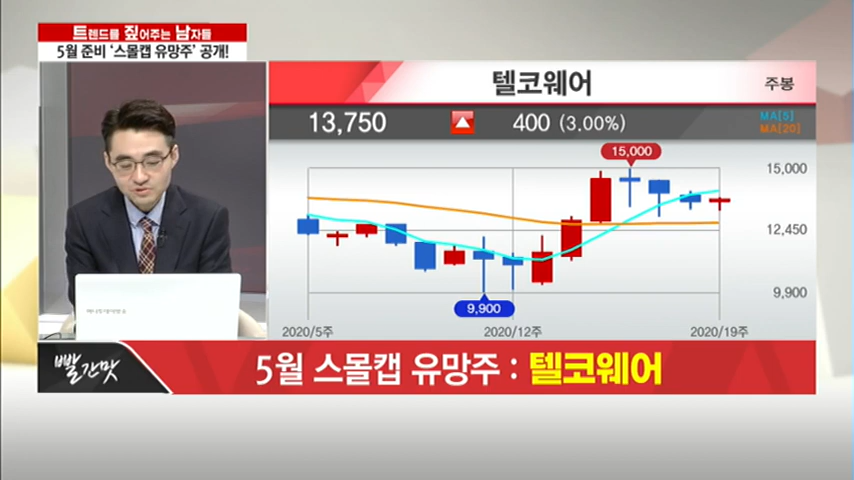 트렌드를 짚어주는 남자들
5월 준비 '스몰캡 유망주' 공개!
텔코웨어
주봉
13,750 400 (3.00%)
MA[5]
MA[20]
15,000
15,000
12,450
9,900
9,900
2020/5주 2020/12주 2020/19주
빨간맛
5월 스몰캡 유망주 : 텔코웨어